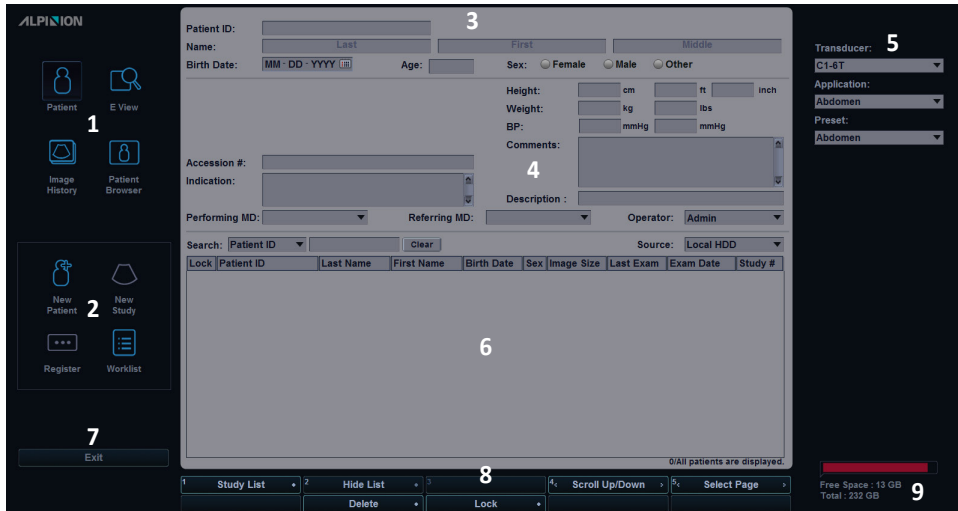 ALPINION
Patient
E View
1
Image History
Patient Browser
New Patient
2
New Study
Register
Worklist
7
Exit
3
Patient ID:
Name: Last First Middle
Birth Date: MM - DD - YYYY Age: Sex: Female Male Other
Height: cm ft inch
Weight: kg lbs
BP: mmHg mmHg
Comments:
4
Accession #:
Indication:
Description :
Performing MD: Referring MD: Operator: Admin
Search: Patient ID Clear Source: Local HDD
Lock Patient ID Last Name First Name Birth Date Sex Image Size Last Exam Exam Date Study #
6
0/All patients are displayed.
8
1 Study List 2 Hide List 3 4 Scroll Up/Down 5 Select Page
Delete Lock
5
Transducer:
C1-6T
Application:
Abdomen
Preset:
Abdomen
Free Space : 13 GB
Total : 232 GB
9